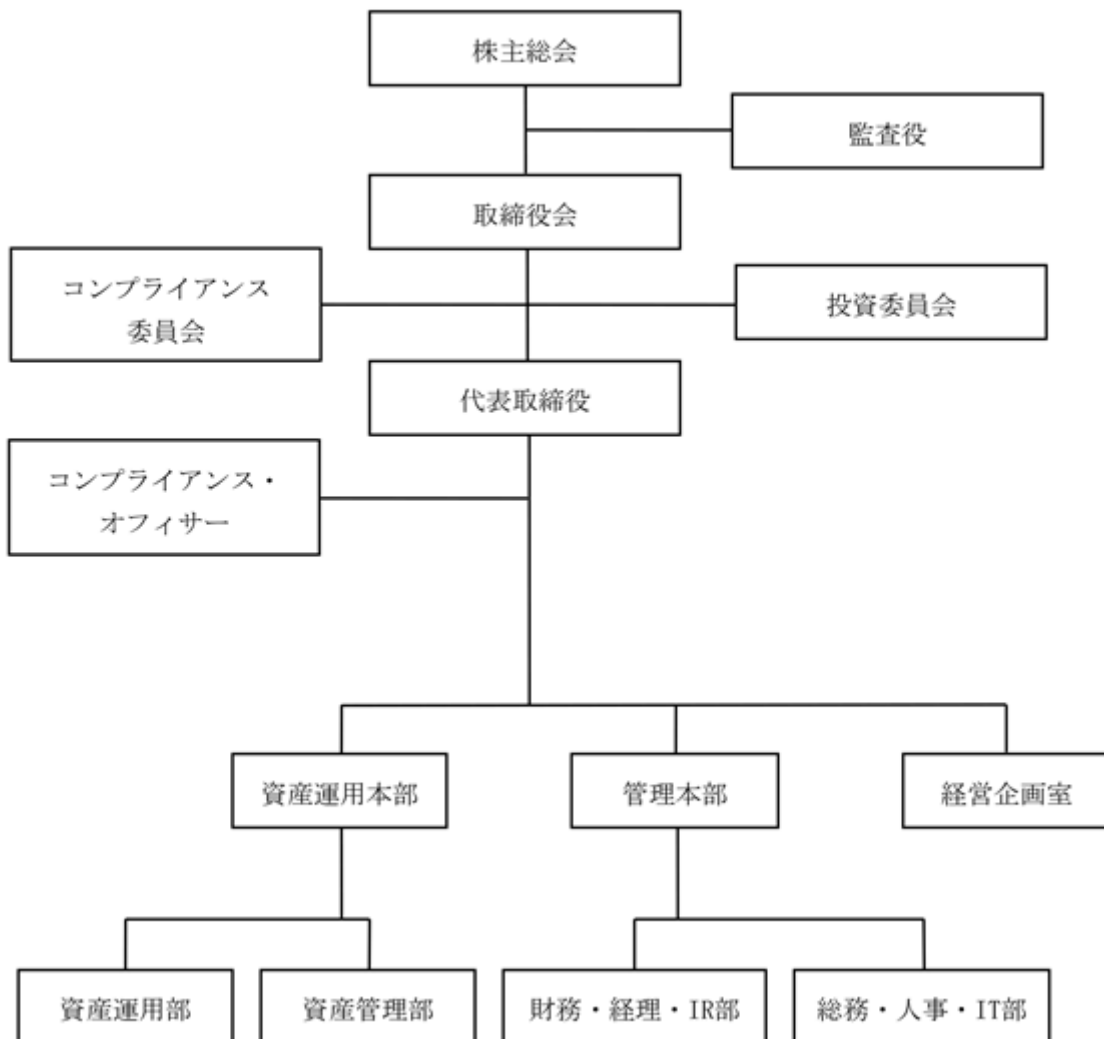 株主総会
監査役
取締役会
コンプライアンス
委員会
投資委員会
代表取締役
コンプライアンス・
オフィサー
資産運用本部
管理本部
経営企画室
資産運用部
資産管理部
財務・経理・IR部
総務・人事・IT部